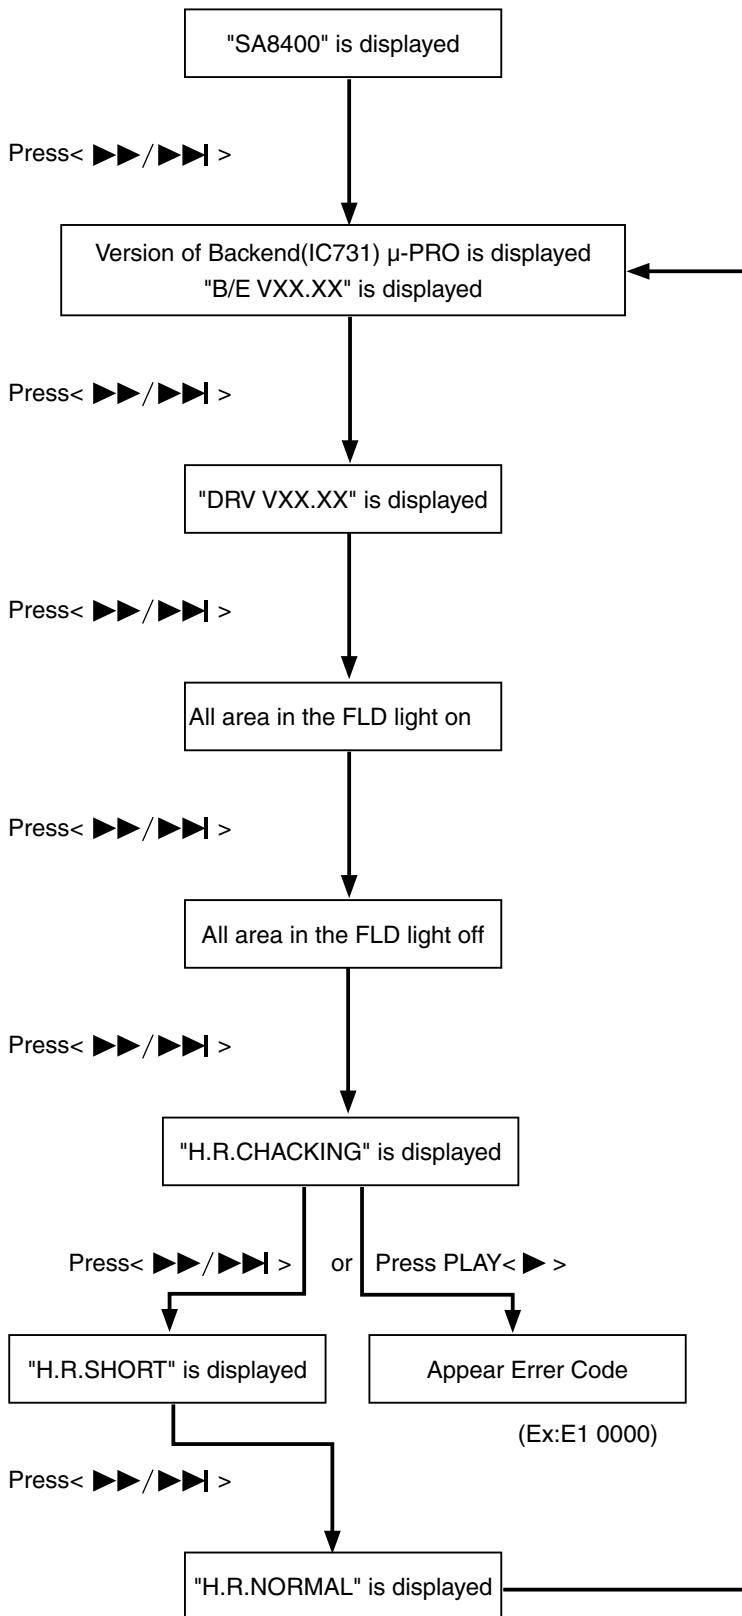 "SA8400" is displayed
Press< ▶▶/▶▶| >
Version of Backend(IC731) µ-PRO is displayed
"B/E VXX.XX" is displayed
Press< ▶▶/▶▶| >
"DRV VXX.XX" is displayed
Press< ▶▶/▶▶| >
All area in the FLD light on
Press< ▶▶/▶▶| >
All area in the FLD light off
Press< ▶▶/▶▶| >
"H.R.CHACKING" is displayed
Press< ▶▶/▶▶| > or Press PLAY< ▶ >
"H.R.SHORT" is displayed
Appear Errer Code
(Ex:E1 0000)
Press< ▶▶/▶▶| >
"H.R.NORMAL" is displayed